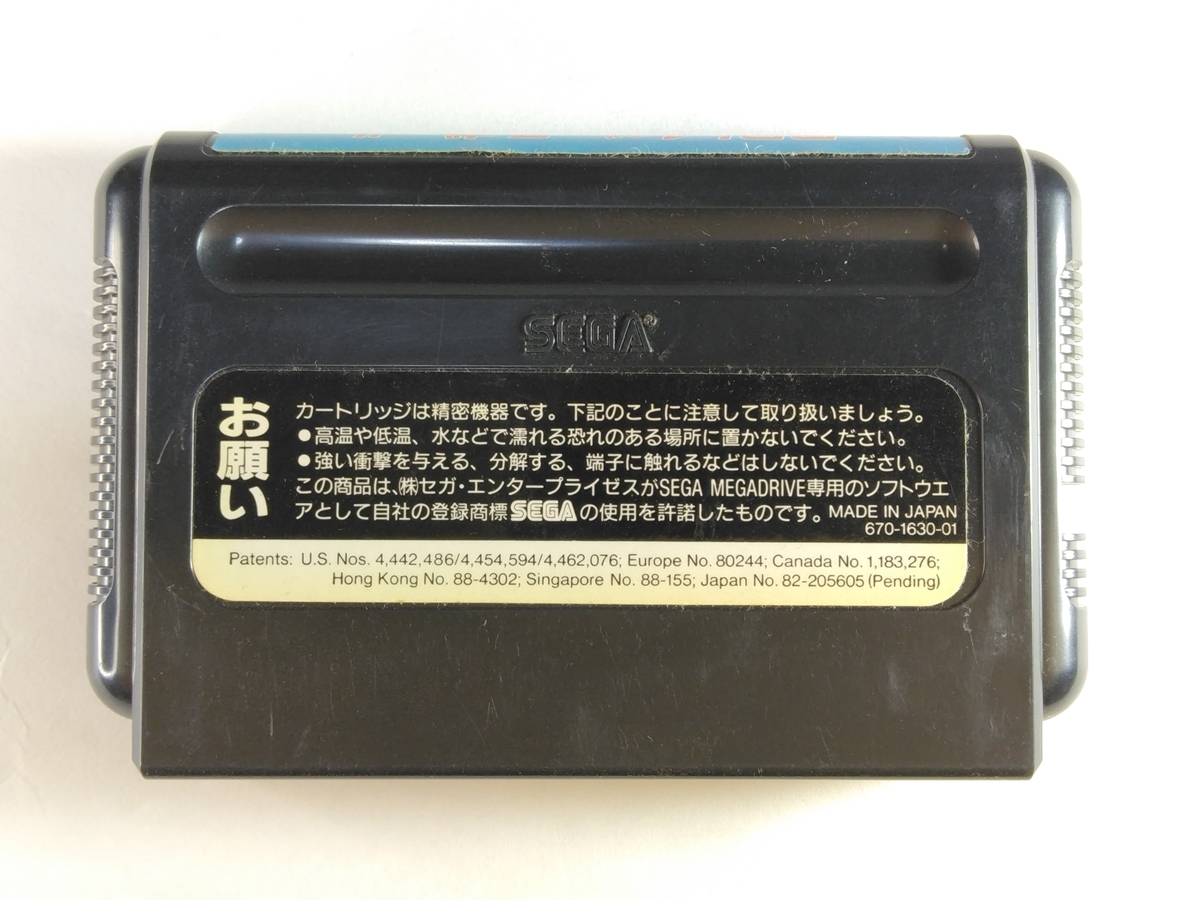 SEGA®
お願い
カートリッジは精密機器です。下記のことに注意して取り扱いましょう。
●高温や低温、水などで濡れる恐れのある場所に置かないでください。
●強い衝撃を与える、分解する、端子に触れるなどはしないでください。
この商品は、㈱セガ・エンタープライゼスがSEGA MEGADRIVE専用のソフトウエ
アとして自社の登録商標SEGAの使用を許諾したものです。MADE IN JAPAN
670-1630-01
Patents: U.S. Nos. 4,442,486/4,454,594/4,462,076; Europe No. 80244; Canada No. 1,183,276;
Hong Kong No. 88-4302; Singapore No. 88-155; Japan No. 82-205605 (Pending)